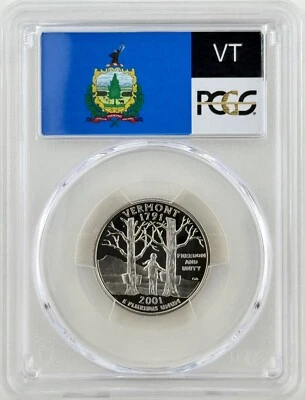 VT
PCGS
VERMONT
1791
FREEDOM
AND
UNITY
2001
E PLURIBUS UNUM